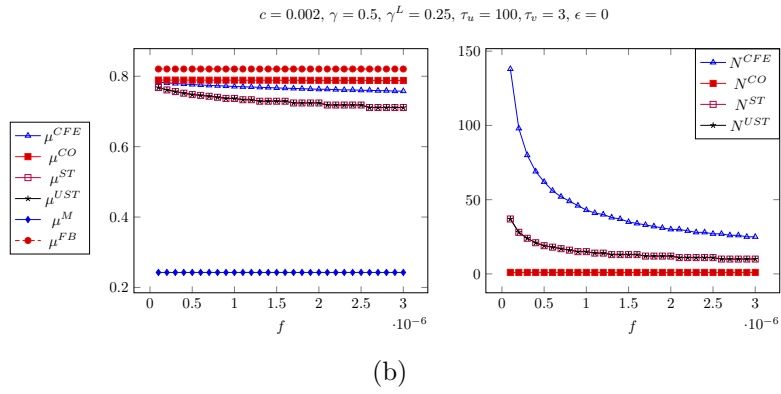 c = 0.002, γ = 0.5, γ^L = 0.25, τ_u = 100, τ_v = 3, ϵ = 0
μ^{CFE}
μ^{CO}
μ^{ST}
μ^{UST}
μ^M
μ^{FB}
0.8
0.6
0.4
0.2
0 0.5 1 1.5 2 2.5 3
f
·10^{-6}
N^{CFE}
N^{CO}
N^{ST}
N^{UST}
150
100
50
0
0 0.5 1 1.5 2 2.5 3
f
·10^{-6}
(b)